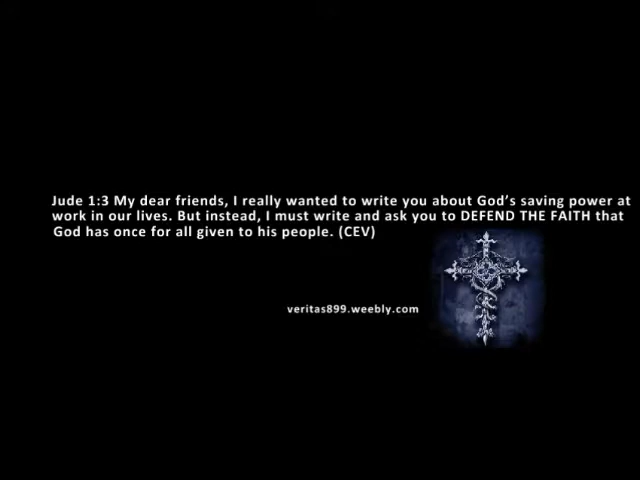 Jude 1:3 My dear friends, I really wanted to write you about God's saving power at
work in our lives. But instead, I must write and ask you to DEFEND THE FAITH that
God has once for all given to his people. (CEV)
veritas899.weebly.com